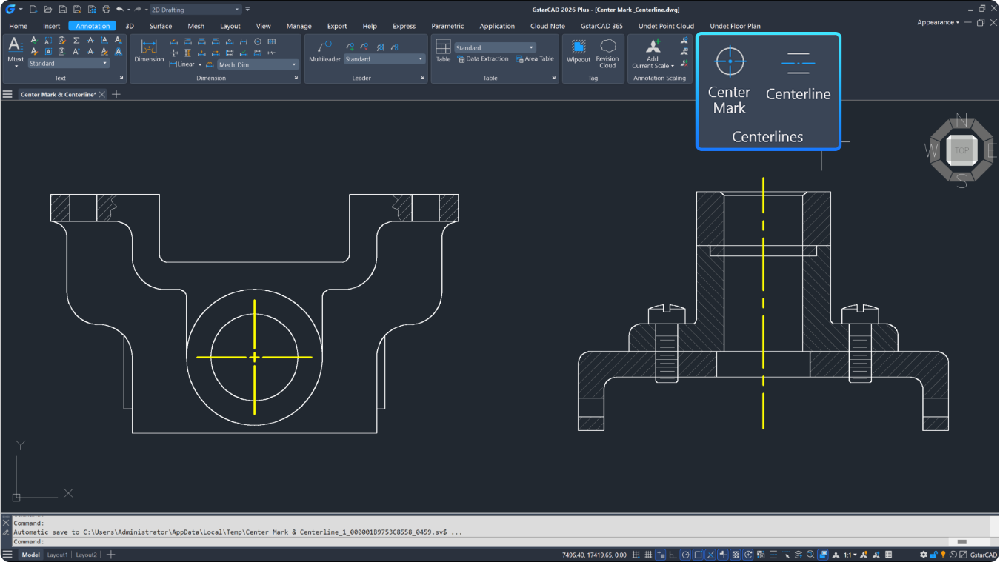 2D Drafting
GstarCAD 2026 Plus - [Center Mark _Centerline.dwg]
Home Insert Annotation 3D Surface Mesh Layout View Manage Export Help Express Parametric Application Cloud Note GstarCAD 365 Undet Point Cloud Undet Floor Plan Appearance
Mtext
Standard
Text
Dimension
Linear
Mech Dim
Dimension
Multileader
Standard
Leader
Table
Standard
Data Extraction
Area Table
Table
Wipeout
Revision
Cloud
Tag
Add
Current Scale
Annotation Scaling
Center
Mark
Centerline
Centerlines
Center Mark & Centerline*
N
W
TOP
E
S
Y
X
Command:
Automatic save to C:\Users\Administrator\AppData\Local\Temp\Center Mark & Centerline_1_000001B9753C8558_0459.sv$ ...
Command:
Model Layout1 Layout2
7496.40, 17419.65, 0.00
1:1
GstarCAD